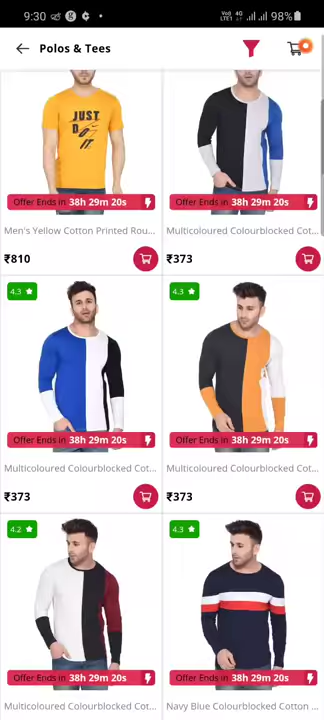 9:30
Vo9 4G LTE1 98%
Polos & Tees
JUST
DO
IT.
Offer Ends in 38h 29m 20s
Offer Ends in 38h 29m 20s
Men's Yellow Cotton Printed Rou...
Multicoloured Colourblocked Cot...
₹810
₹373
4.3
4.3
Offer Ends in 38h 29m 20s
Offer Ends in 38h 29m 20s
Multicoloured Colourblocked Cot...
Multicoloured Colourblocked Cot...
₹373
₹373
4.2
4.3
Offer Ends in 38h 29m 20s
Offer Ends in 38h 29m 20s
Multicoloured Colourblocked Cot...
Navy Blue Colourblocked Cotton ...